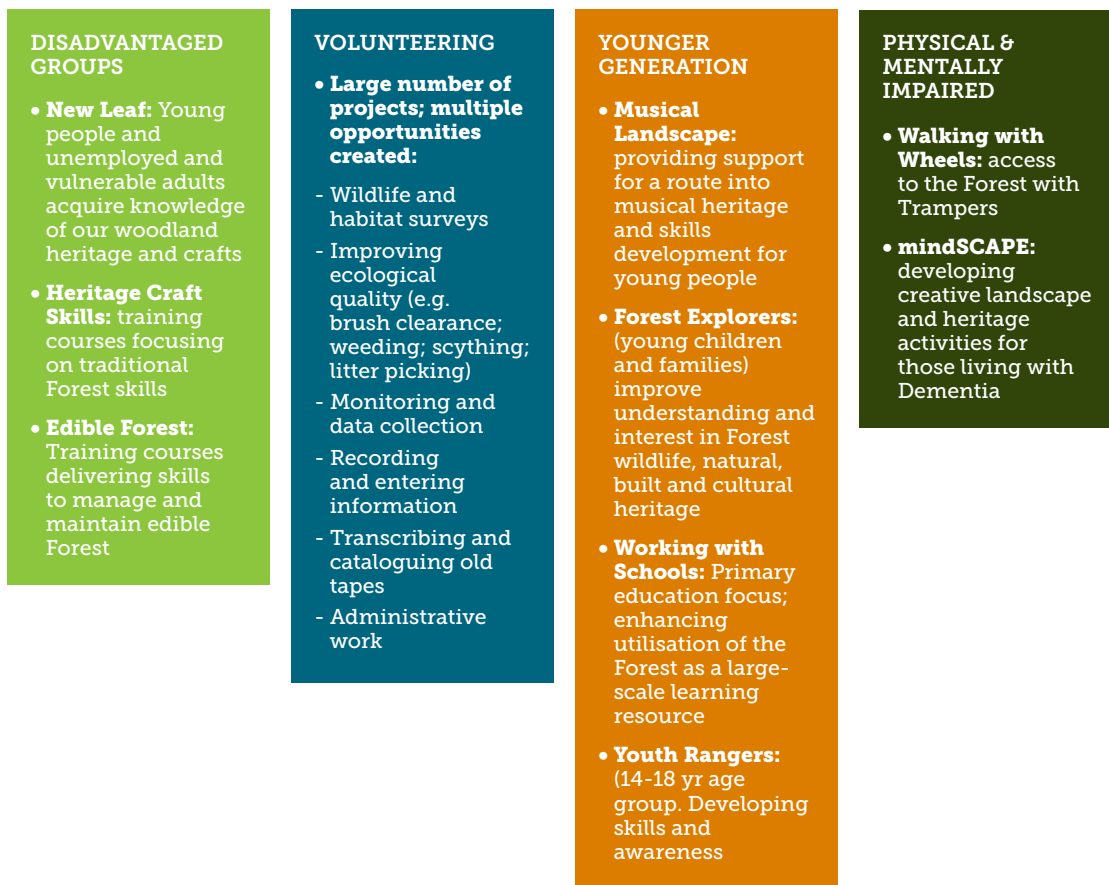 DISADVANTAGED
GROUPS
• New Leaf: Young
people and
unemployed and
vulnerable adults
acquire knowledge
of our woodland
heritage and crafts
• Heritage Craft
Skills: training
courses focusing
on traditional
Forest skills
• Edible Forest:
Training courses
delivering skills
to manage and
maintain edible
Forest
VOLUNTEERING
• Large number of
projects; multiple
opportunities
created:
- Wildlife and
habitat surveys
- Improving
ecological
quality (e.g.
brush clearance;
weeding; scything;
litter picking)
- Monitoring and
data collection
- Recording
and entering
information
- Transcribing and
cataloguing old
tapes
- Administrative
work
YOUNGER
GENERATION
• Musical
Landscape:
providing support
for a route into
musical heritage
and skills
development for
young people
• Forest Explorers:
(young children
and families)
improve
understanding and
interest in Forest
wildlife, natural,
built and cultural
heritage
• Working with
Schools: Primary
education focus;
enhancing
utilisation of the
Forest as a large-
scale learning
resource
• Youth Rangers:
(14-18 yr age
group. Developing
skills and
awareness
PHYSICAL &
MENTALLY
IMPAIRED
• Walking with
Wheels: access
to the Forest with
Trampers
• mindSCAPE:
developing
creative landscape
and heritage
activities for
those living with
Dementia